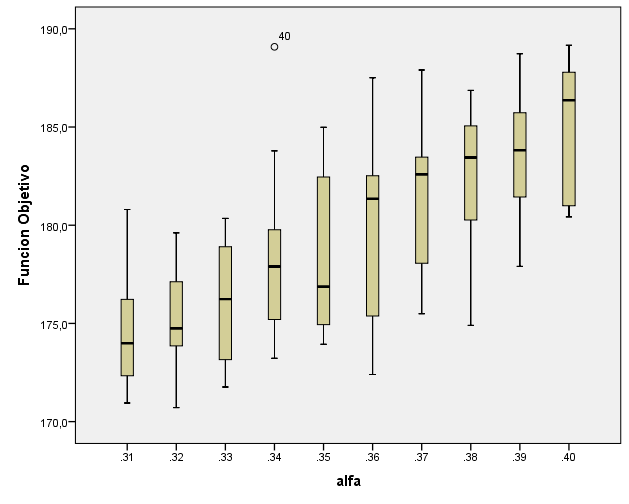 Funcion Objetivo
190,0
185,0
180,0
175,0
170,0
40
.31 .32 .33 .34 .35 .36 .37 .38 .39 .40
alfa